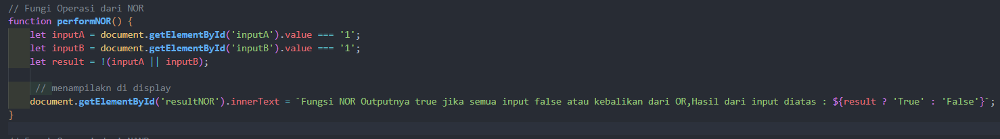 // Fungi Operasi dari NOR
function performNOR() {
let inputA = document.getElementById('inputA').value === '1';
let inputB = document.getElementById('inputB').value === '1';
let result = !(inputA || inputB);
// menampilakn di display
document.getElementById('resultNOR').innerText = `Fungsi NOR Outputnya true jika semua input false atau kebalikan dari OR,Hasil dari input diatas : ${result ? 'True' : 'False'}`;
}